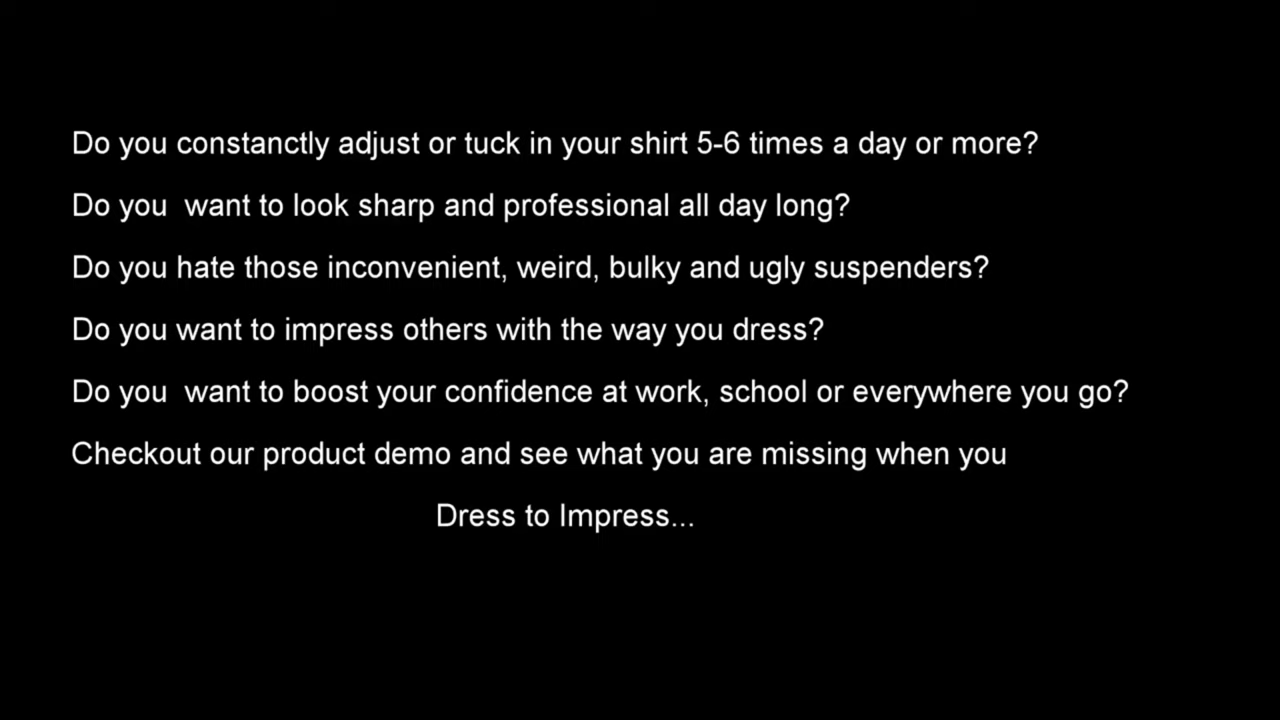 Do you constanctly adjust or tuck in your shirt 5-6 times a day or more?
Do you  want to look sharp and professional all day long?
Do you hate those inconvenient, weird, bulky and ugly suspenders?
Do you want to impress others with the way you dress?
Do you  want to boost your confidence at work, school or everywhere you go?
Checkout our product demo and see what you are missing when you
Dress to Impress...